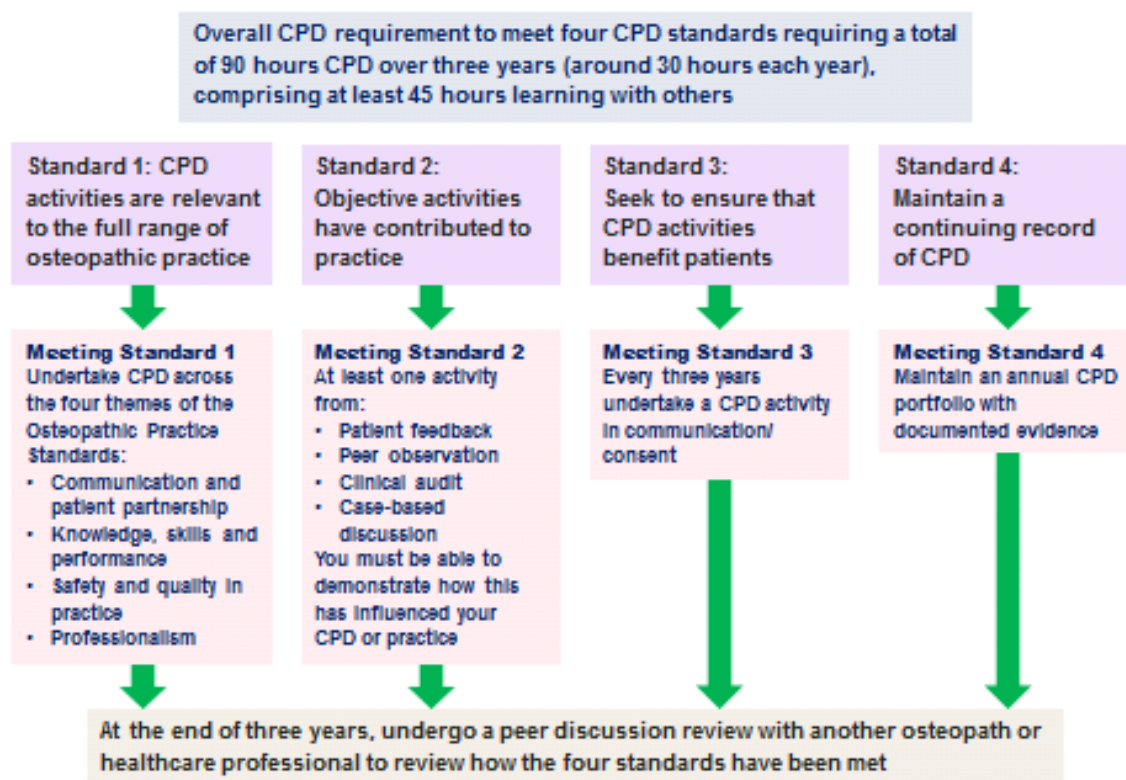 Overall CPD requirement to meet four CPD standards requiring a total
of 90 hours CPD over three years (around 30 hours each year),
comprising at least 45 hours learning with others
Standard 1: CPD
activities are relevant
to the full range of
osteopathic practice
Standard 2:
Objective activities
have contributed to
practice
Standard 3:
Seek to ensure that
CPD activities
benefit patients
Standard 4:
Maintain a
continuing record
of CPD
Meeting Standard 1
Undertake CPD across
the four themes of the
Osteopathic Practice
Standards:
• Communication and
patient partnership
• Knowledge, skills and
performance
• Safety and quality in
practice
• Professionalism
Meeting Standard 2
At least one activity
from:
• Patient feedback
• Peer observation
• Clinical audit
• Case-based
discussion
You must be able to
demonstrate how this
has influenced your
CPD or practice
Meeting Standard 3
Every three years
undertake a CPD activity
in communication/
consent
Meeting Standard 4
Maintain an annual CPD
portfolio with
documented evidence
At the end of three years, undergo a peer discussion review with another osteopath or
healthcare professional to review how the four standards have been met